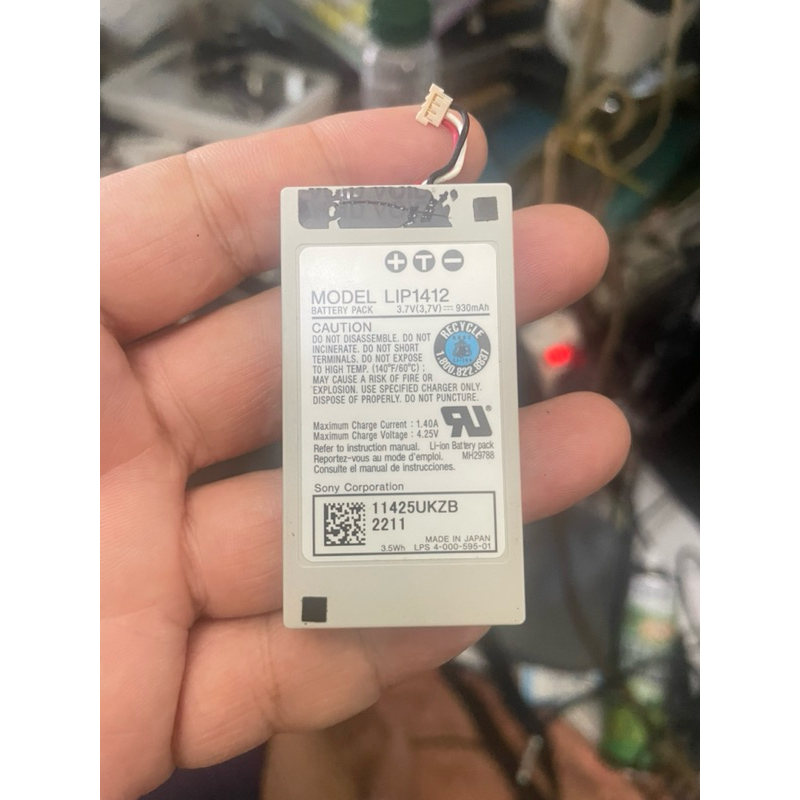 VOID VOID
VOID VO
+ T −
MODEL LIP1412
BATTERY PACK 3.7V(3,7V) ⎓ 930mAh
CAUTION
DO NOT DISASSEMBLE. DO NOT
INCINERATE. DO NOT SHORT
TERMINALS. DO NOT EXPOSE
TO HIGH TEMP. (140°F/60°C) ;
MAY CAUSE A RISK OF FIRE OR
EXPLOSION. USE SPECIFIED CHARGER ONLY.
DISPOSE OF PROPERLY. DO NOT PUNCTURE.
RECYCLE
1.800.822.8837
Maximum Charge Current : 1.40A
Maximum Charge Voltage : 4.25V
Refer to instruction manual. Li-ion Battery pack
Reportez-vous au mode d'emploi. MH29788
Consulte el manual de instrucciones.
Sony Corporation
11425UKZB
2211
MADE IN JAPAN
3.5Wh LPS 4-000-595-01